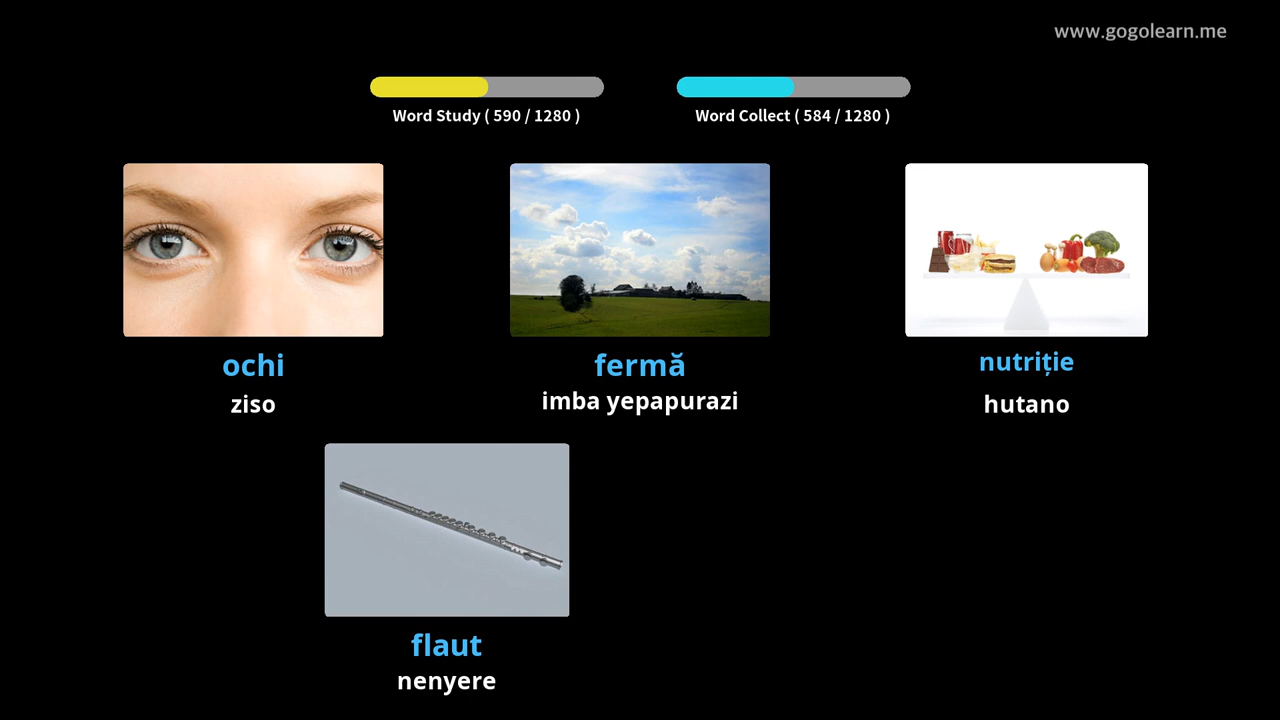 www.gogolearn.me
Word Study ( 590 / 1280 )
Word Collect ( 584 / 1280 )
ochi
ziso
fermă
imba yepapurazi
nutriție
hutano
flaut
nenyere